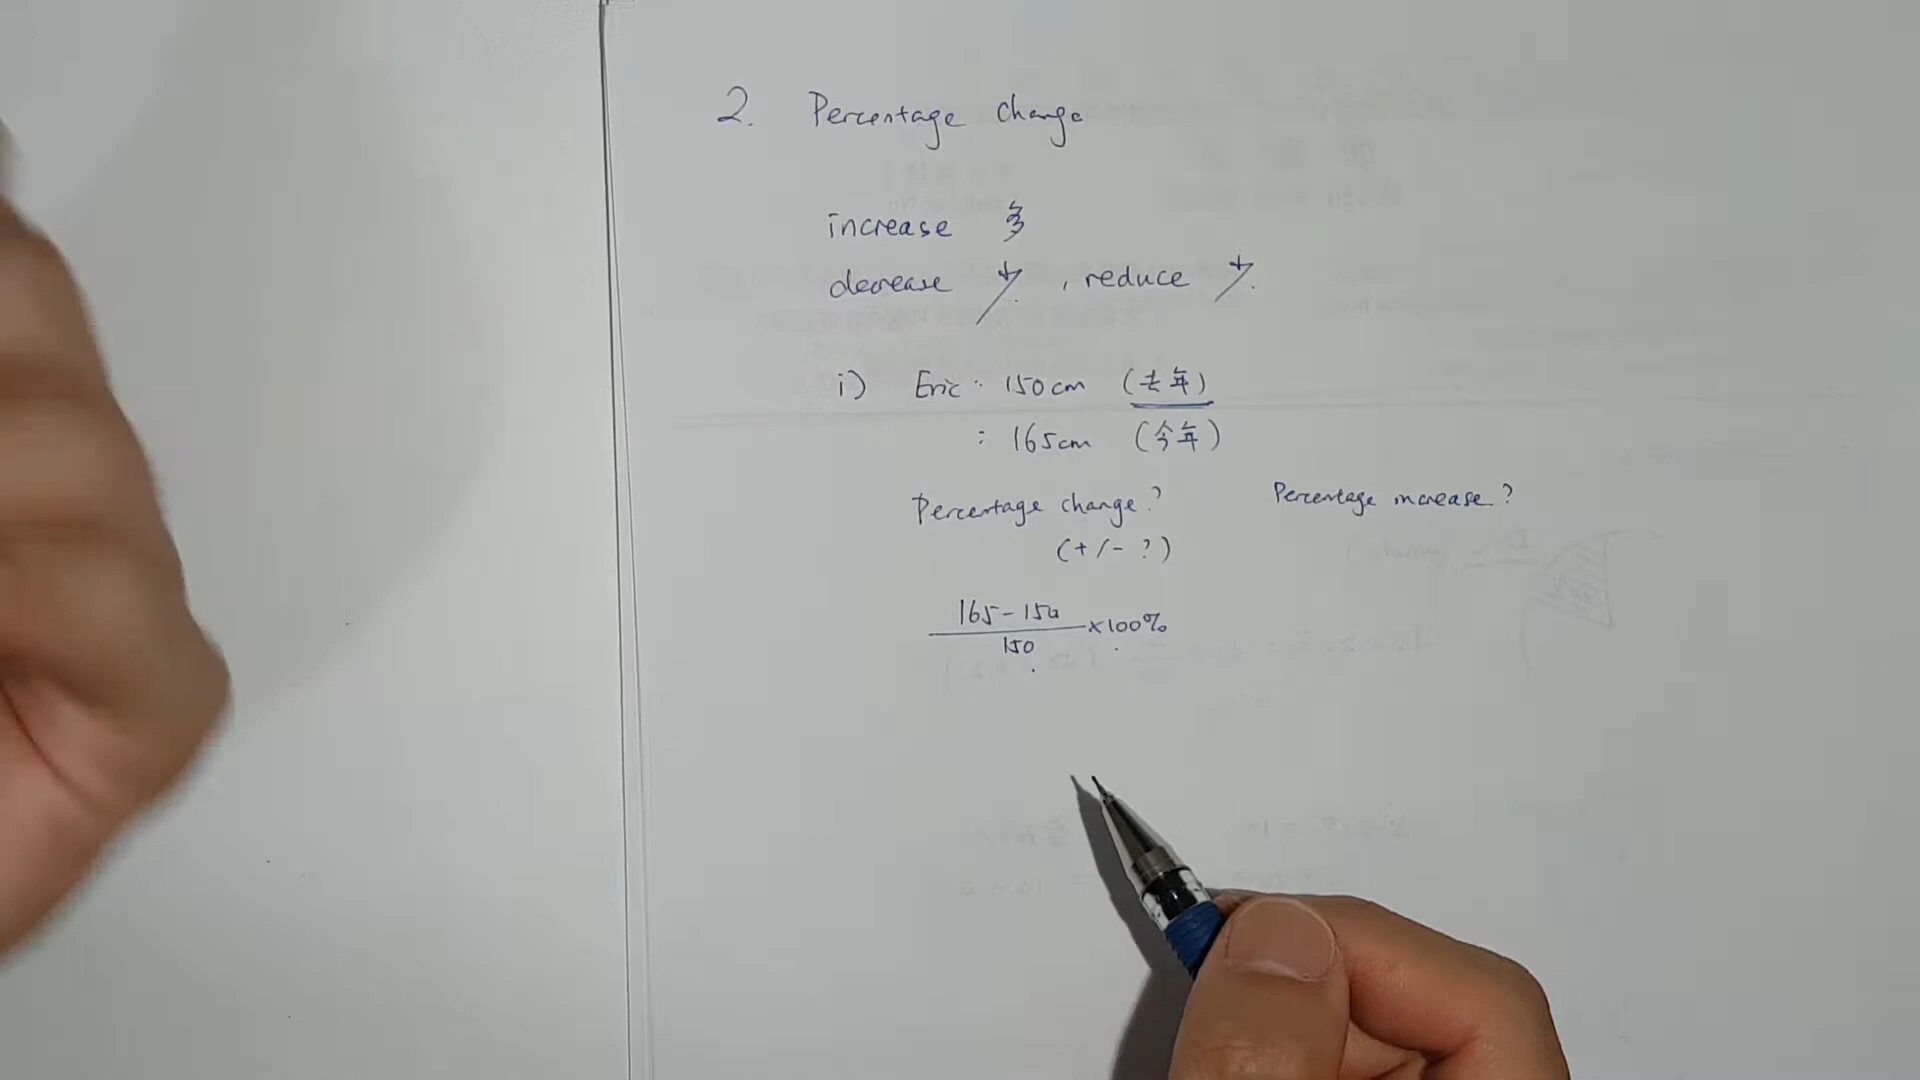 2. Percentage change
increase 多
decrease 少, reduce 少
i) Eric: 150cm (去年)
: 165cm (今年)
Percentage change? Percentage increase?
(+/- ?)
165-150
150
×100%